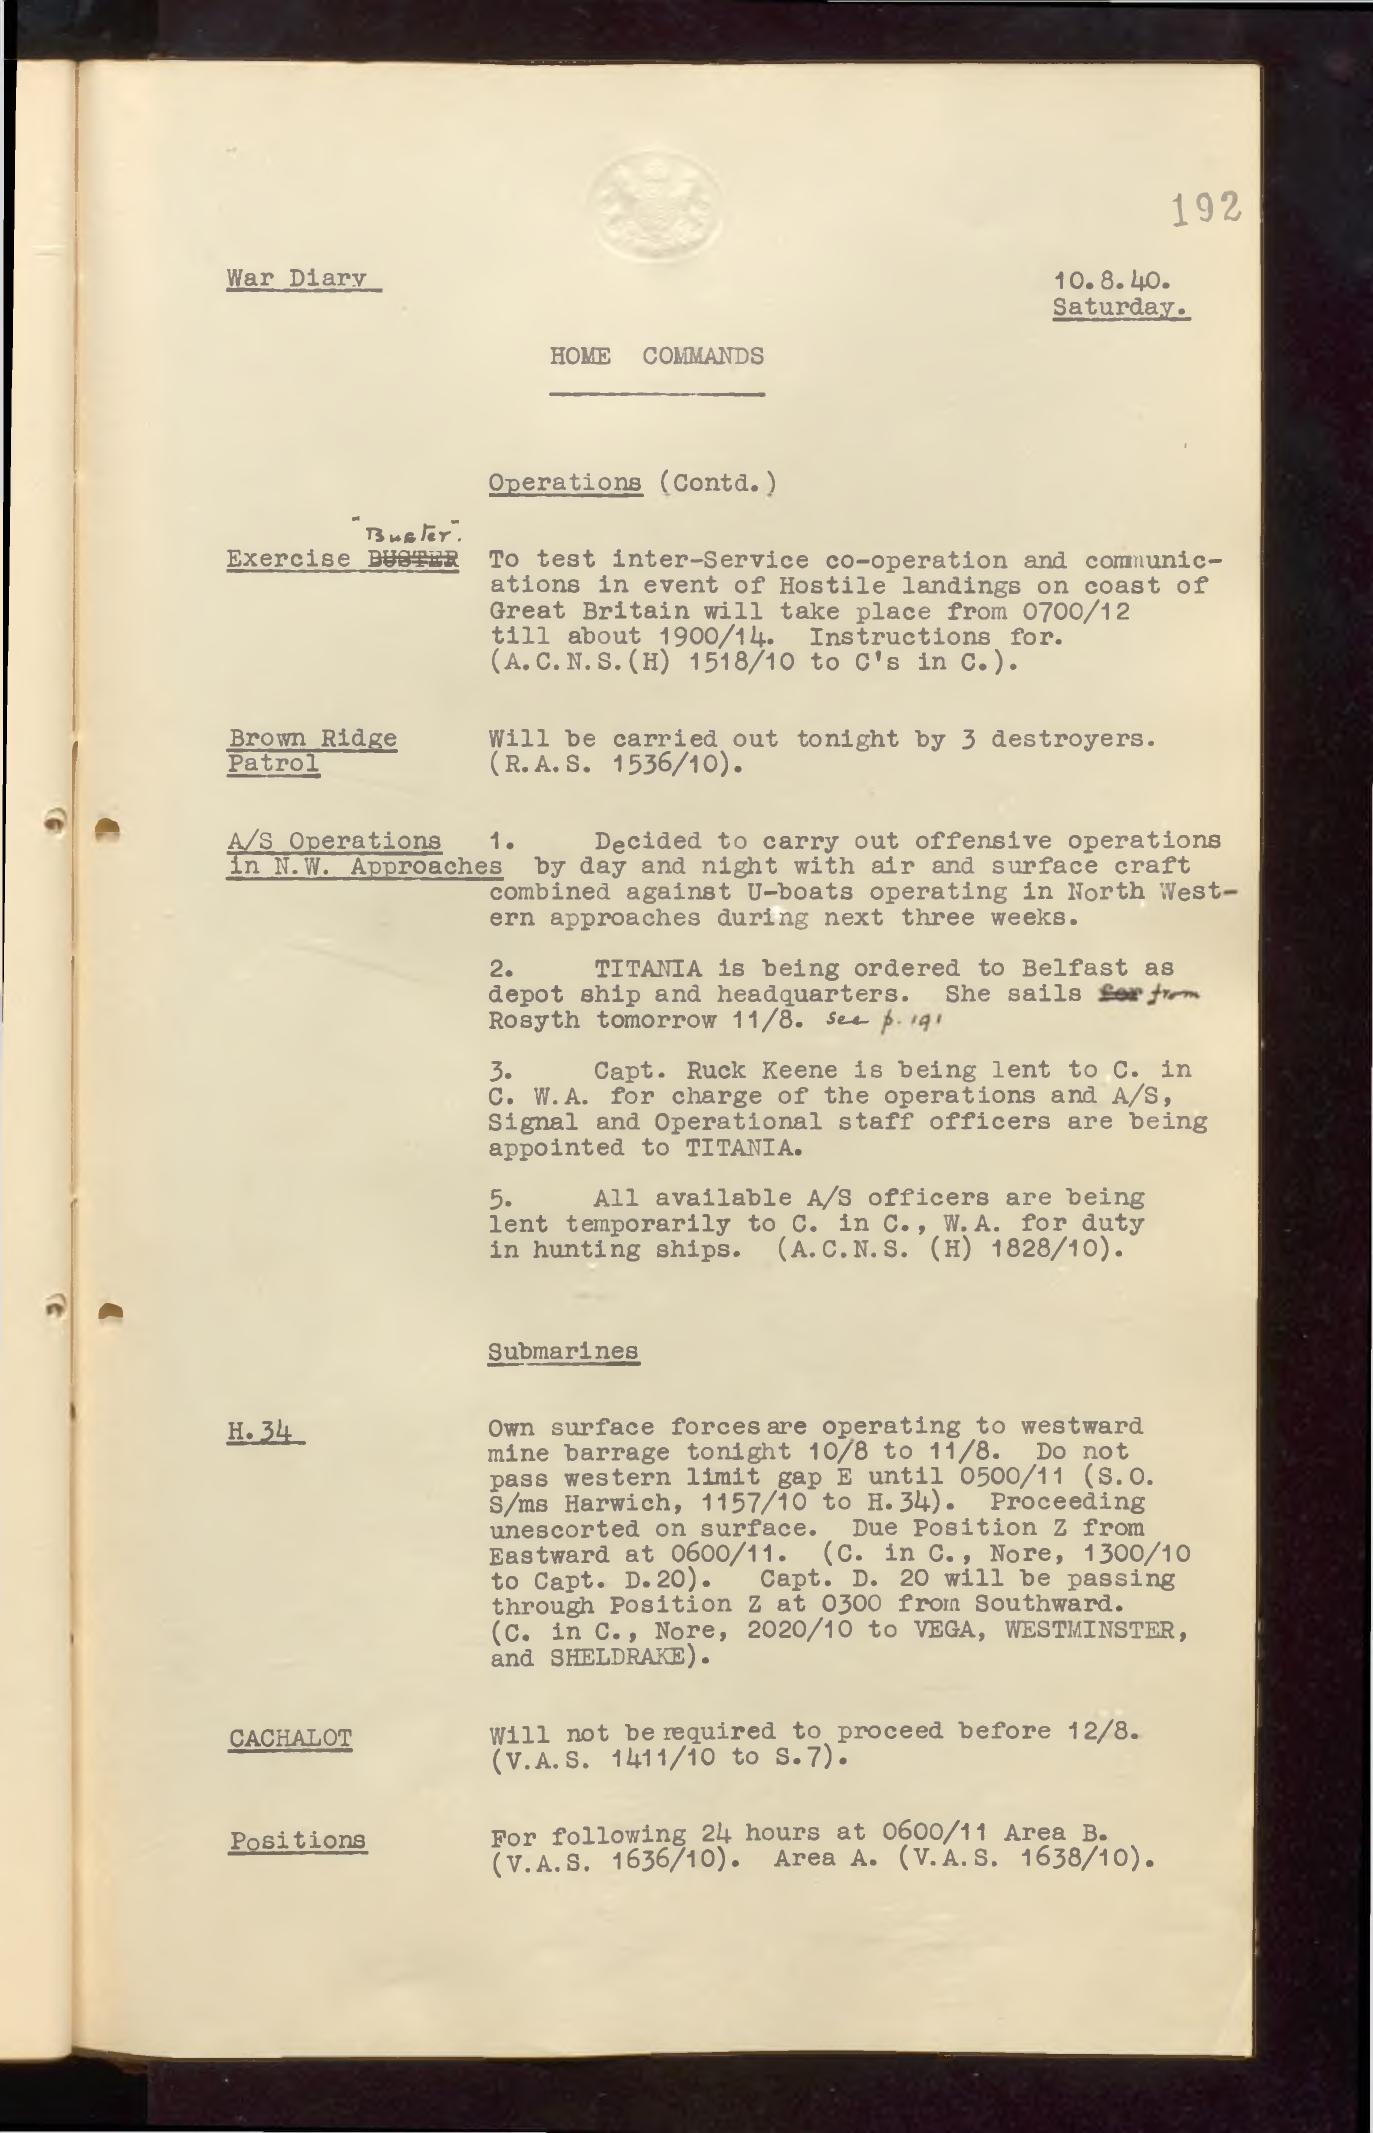 192
War Diary
10.8.40.
Saturday.
HOME COMMANDS
Operations (Contd.)
"Buster".
Exercise BUSTER To test inter-Service co-operation and communic-
ations in event of Hostile landings on coast of
Great Britain will take place from 0700/12
till about 1900/14. Instructions for.
(A.C.N.S.(H) 1518/10 to C's in C.).
Brown Ridge Will be carried out tonight by 3 destroyers.
Patrol (R.A.S. 1536/10).
A/S Operations 1. Decided to carry out offensive operations
in N.W. Approaches by day and night with air and surface craft
combined against U-boats operating in North West-
ern approaches during next three weeks.
2. TITANIA is being ordered to Belfast as
depot ship and headquarters. She sails for from
Rosyth tomorrow 11/8. See p. 191
3. Capt. Ruck Keene is being lent to C. in
C. W.A. for charge of the operations and A/S,
Signal and Operational staff officers are being
appointed to TITANIA.
5. All available A/S officers are being
lent temporarily to C. in C., W.A. for duty
in hunting ships. (A.C.N.S. (H) 1828/10).
Submarines
H.34 Own surface forces are operating to westward
mine barrage tonight 10/8 to 11/8. Do not
pass western limit gap E until 0500/11 (S.O.
S/ms Harwich, 1157/10 to H.34). Proceeding
unescorted on surface. Due Position Z from
Eastward at 0600/11. (C. in C., Nore, 1300/10
to Capt. D.20). Capt. D. 20 will be passing
through Position Z at 0300 from Southward.
(C. in C., Nore, 2020/10 to VEGA, WESTMINSTER,
and SHELDRAKE).
CACHALOT Will not be required to proceed before 12/8.
(V.A.S. 1411/10 to S.7).
Positions For following 24 hours at 0600/11 Area B.
(V.A.S. 1636/10). Area A. (V.A.S. 1638/10).